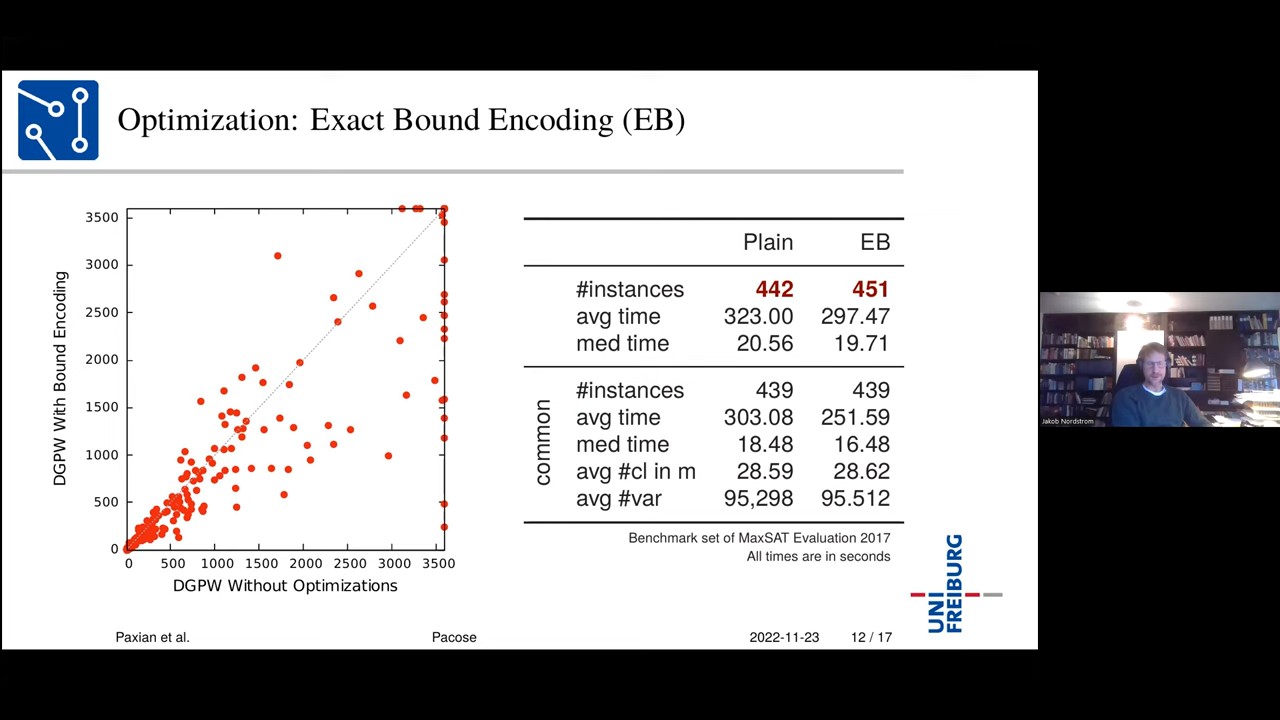 Optimization: Exact Bound Encoding (EB)
3500
3000
2500
2000
1500
1000
500
0
DGPW With Bound Encoding
0 500 1000 1500 2000 2500 3000 3500
DGPW Without Optimizations
Plain EB
#instances 442 451
avg time 323.00 297.47
med time 20.56 19.71
common
#instances 439 439
avg time 303.08 251.59
med time 18.48 16.48
avg #cl in m 28.59 28.62
avg #var 95,298 95.512
Benchmark set of MaxSAT Evaluation 2017
All times are in seconds
UNI
FREIBURG
Paxian et al. Pacose 2022-11-23 12 / 17
Jakob Nordstrom